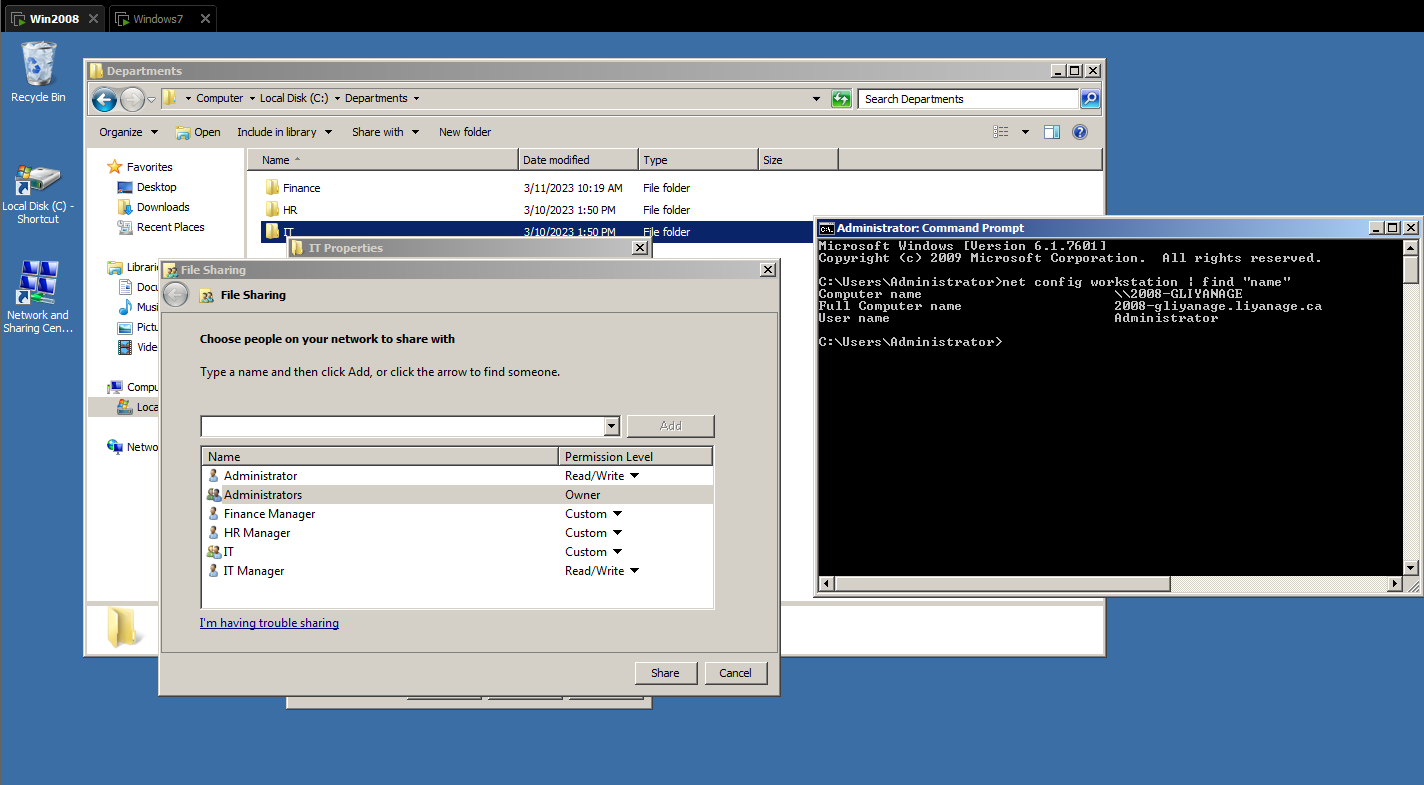 Win2008
Windows7
Recycle Bin
Local Disk (C) -
Shortcut
Network and
Sharing Cen...
Departments
Computer Local Disk (C:) Departments
Search Departments
Organize Open Include in library Share with New folder
Favorites
Desktop
Downloads
Recent Places
Librari
Docu
Music
Pictu
Vide
Compu
Loca
Netwo
Name Date modified Type Size
Finance 3/11/2023 10:19 AM File folder
HR 3/10/2023 1:50 PM File folder
IT 3/10/2023 1:50 PM File folder
IT Properties
File Sharing
File Sharing
Choose people on your network to share with
Type a name and then click Add, or click the arrow to find someone.
Add
Name Permission Level
Administrator Read/Write
Administrators Owner
Finance Manager Custom
HR Manager Custom
IT Custom
IT Manager Read/Write
I'm having trouble sharing
Share Cancel
Administrator: Command Prompt
Microsoft Windows [Version 6.1.7601]
Copyright (c) 2009 Microsoft Corporation. All rights reserved.
C:\Users\Administrator>net config workstation | find "name"
Computer name \\2008-GLIYANAGE
Full Computer name 2008-gliyanage.liyanage.ca
User name Administrator
C:\Users\Administrator>